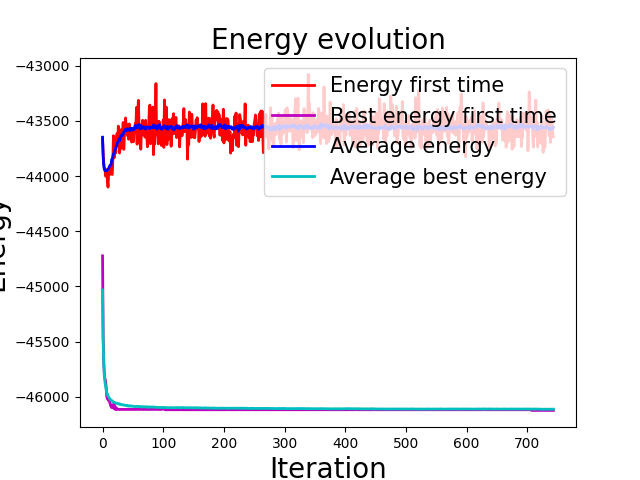 Energy evolution
Energy
−43000
−43500
−44000
−44500
−45000
−45500
−46000
Energy first time
Best energy first time
Average energy
Average best energy
0 100 200 300 400 500 600 700
Iteration